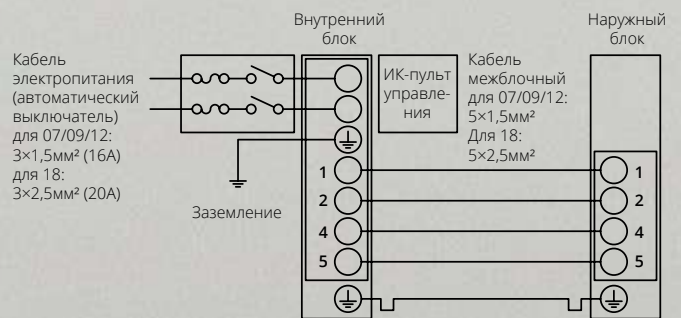 Внутренний
блок
Наружный
блок
Кабель
электропитания
(автоматический
выключатель)
для 07/09/12:
3×1,5мм² (16А)
для 18:
3×2,5мм² (20А)
ИК-пульт
управле-
ния
Кабель
межблочный
для 07/09/12:
5×1,5мм²
Для 18:
5×2,5мм²
Заземление
1
2
4
5
1
2
4
5